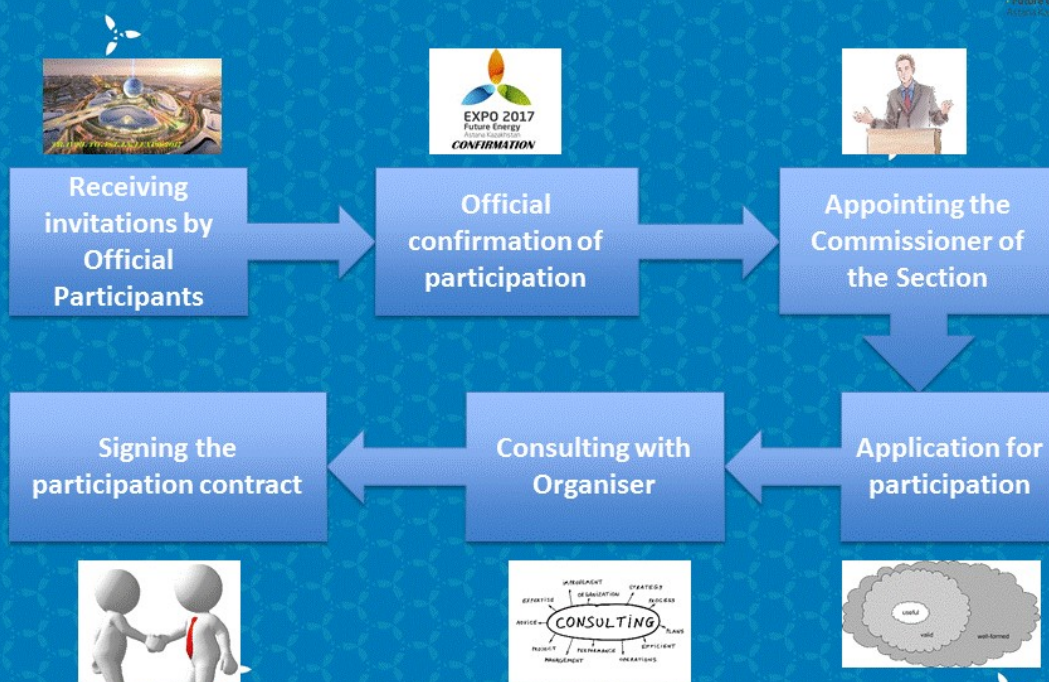 EXPO 2017
Future Energy
Astana Kazakhstan
CONFIRMATION
Receiving
invitations by
Official
Participants
Official
confirmation of
participation
Appointing the
Commissioner of
the Section
Signing the
participation contract
Consulting with
Organiser
Application for
participation
IMPROVEMENT
STRATEGY
ORGANIZATION
EXPERTISE
PROCESS
ADVICE
CONSULTING
PLANS
PROJECT
EFFICIENT
PERFORMANCE
MANAGEMENT
OPERATIONS
useful
valid
well-formed